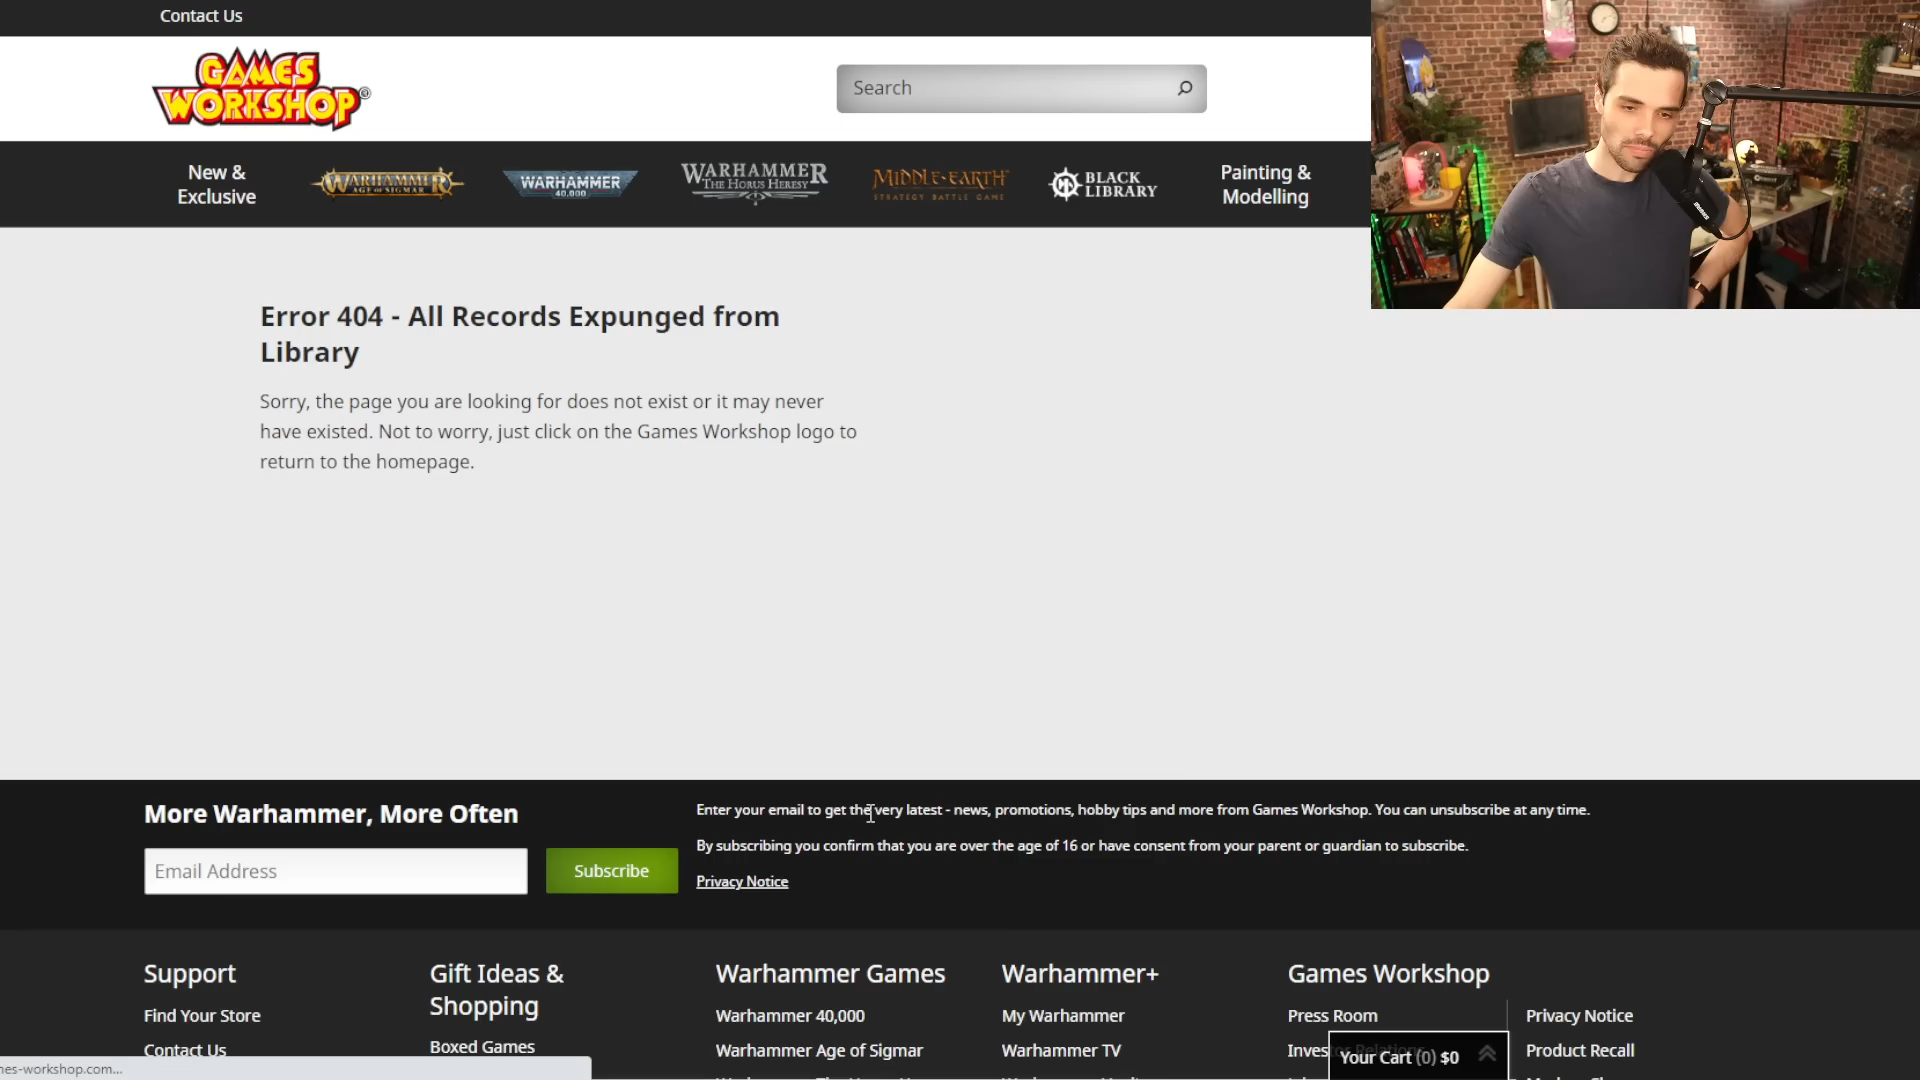 Contact Us
GAMES
WORKSHOP
Search
New &
Exclusive
WARHAMMER
AGE OF SIGMAR
WARHAMMER
40,000
WARHAMMER
THE HORUS HERESY
MIDDLE-EARTH
STRATEGY BATTLE GAME
BLACK
LIBRARY
Painting &
Modelling
Error 404 - All Records Expunged from
Library
Sorry, the page you are looking for does not exist or it may never
have existed. Not to worry, just click on the Games Workshop logo to
return to the homepage.
More Warhammer, More Often
Email Address
Subscribe
Enter your email to get the very latest - news, promotions, hobby tips and more from Games Workshop. You can unsubscribe at any time.
By subscribing you confirm that you are over the age of 16 or have consent from your parent or guardian to subscribe.
Privacy Notice
Support
Find Your Store
Contact Us
Gift Ideas &
Shopping
Boxed Games
Warhammer Games
Warhammer 40,000
Warhammer Age of Sigmar
Warhammer+
My Warhammer
Warhammer TV
Games Workshop
Press Room
Investor Relations
Privacy Notice
Product Recall
Your Cart (0) $0
nes-workshop.com...